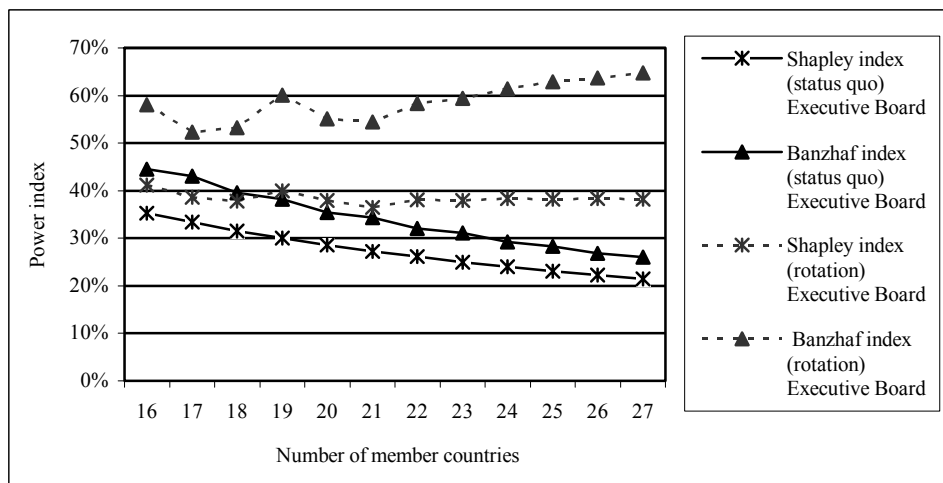 70%
60%
50%
40%
30%
20%
10%
0%
Power index
16 17 18 19 20 21 22 23 24 25 26 27
Number of member countries
Shapley index
(status quo)
Executive Board
Banzhaf index
(status quo)
Executive Board
Shapley index
(rotation)
Executive Board
Banzhaf index
(rotation)
Executive Board